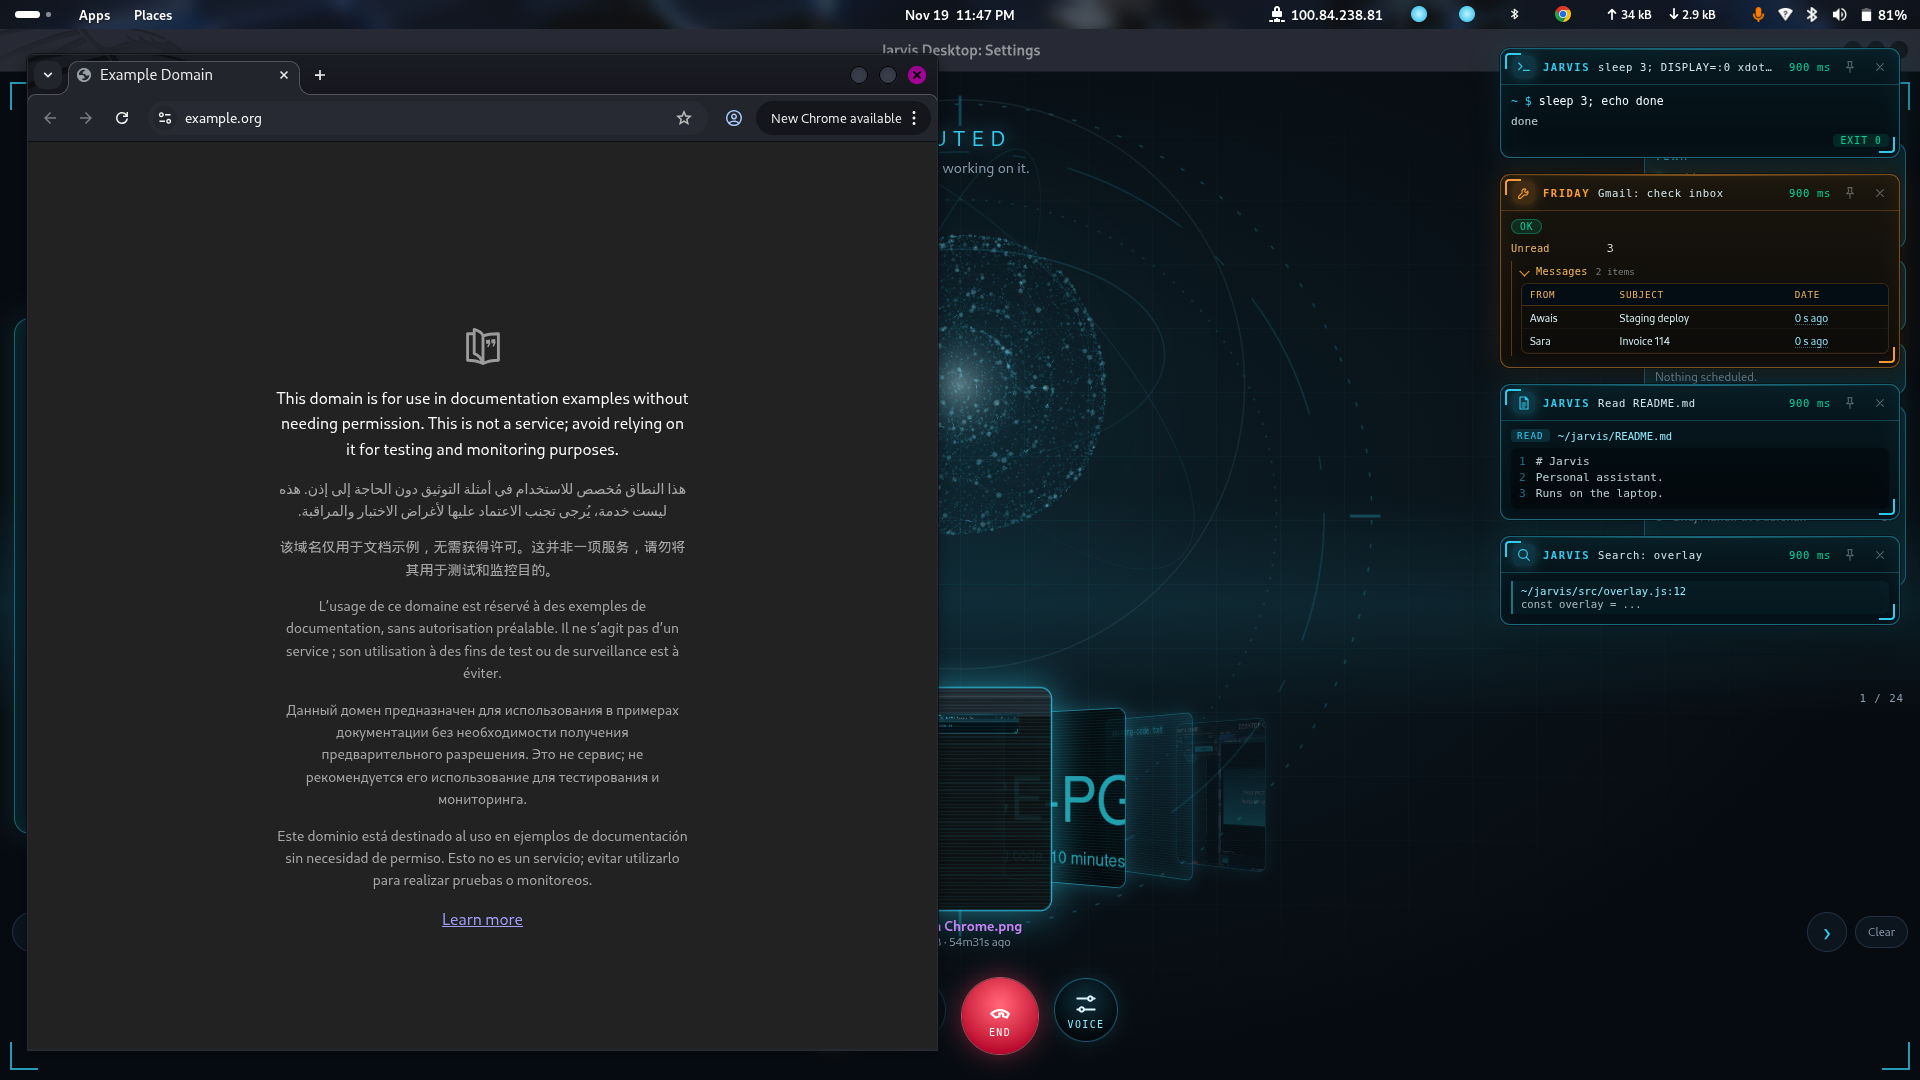 Apps
Places
Nov 19 11:47 PM
100.84.238.81
34 kB
2.9 kB
81%
Jarvis Desktop: Settings
Example Domain
example.org
New Chrome available
This domain is for use in documentation examples without
needing permission. This is not a service; avoid relying on
it for testing and monitoring purposes.
هذا النطاق مُخصص للاستخدام في أمثلة التوثيق دون الحاجة إلى إذن. هذه
ليست خدمة، يُرجى تجنب الاعتماد عليها لأغراض الاختبار والمراقبة.
该域名仅用于文档示例，无需获得许可。这并非一项服务，请勿将
其用于测试和监控目的。
L’usage de ce domaine est réservé à des exemples de
documentation, sans autorisation préalable. Il ne s’agit pas d’un
service ; son utilisation à des fins de test ou de surveillance est à
éviter.
Данный домен предназначен для использования в примерах
документации без необходимости получения
предварительного разрешения. Это не сервис; не
рекомендуется его использование для тестирования и
мониторинга.
Este dominio está destinado al uso en ejemplos de documentación
sin necesidad de permiso. Esto no es un servicio; evitar utilizarlo
para realizar pruebas o monitoreos.
Learn more
UTED
working on it.
E-PG
10 minutes
Chrome.png
· 54m31s ago
END
VOICE
JARVIS sleep 3; DISPLAY=:0 xdot… 900 ms
~ $ sleep 3; echo done
done
EXIT 0
FRIDAY Gmail: check inbox 900 ms
OK
Unread 3
Messages 2 items
FROM SUBJECT DATE
Awais Staging deploy 0 s ago
Sara Invoice 114 0 s ago
Nothing scheduled.
JARVIS Read README.md 900 ms
READ ~/jarvis/README.md
1 # Jarvis
2 Personal assistant.
3 Runs on the laptop.
JARVIS Search: overlay 900 ms
~/jarvis/src/overlay.js:12
const overlay = ...
1 / 24
Clear